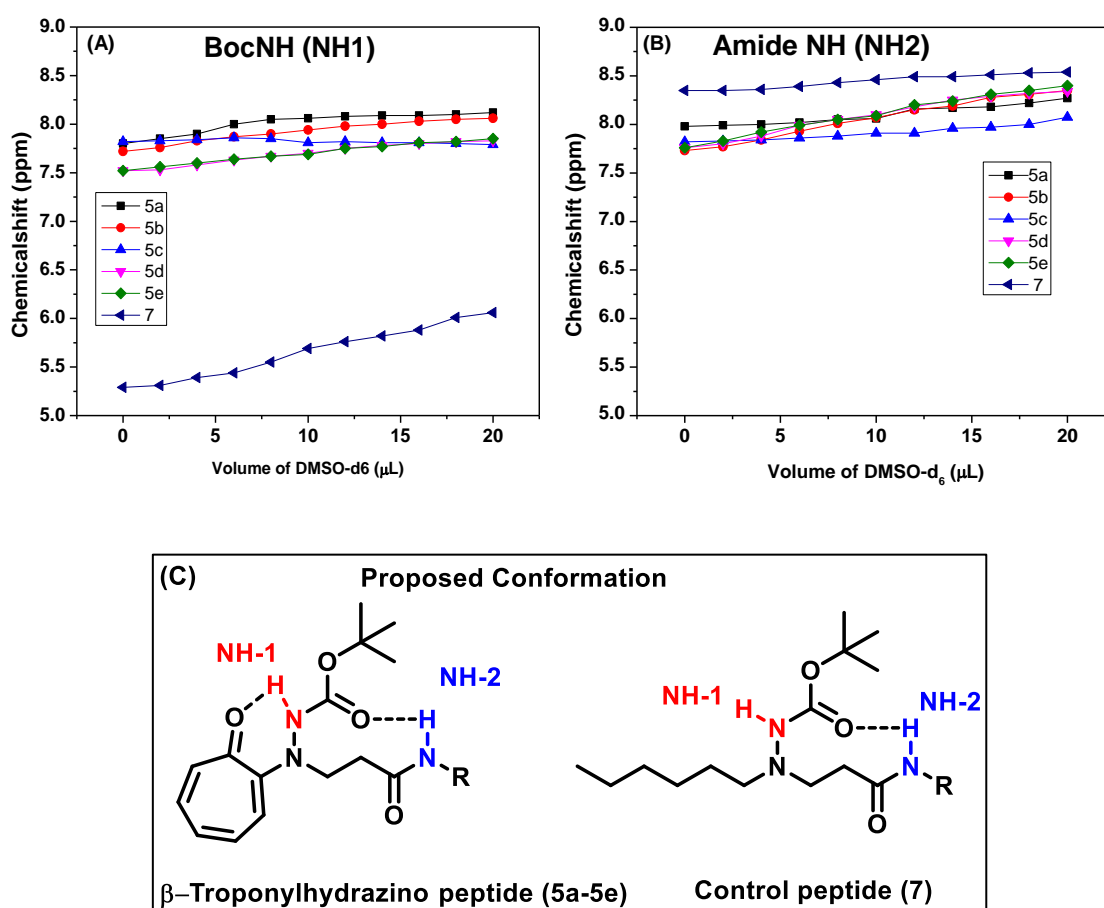 (A)
BocNH (NH1)
Chemicalshift (ppm)
9.0
8.5
8.0
7.5
7.0
6.5
6.0
5.5
5.0
5a
5b
5c
5d
5e
7
0 5 10 15 20
Volume of DMSO-d6 (μL)
(B)
Amide NH (NH2)
Chemicalshift (ppm)
9.0
8.5
8.0
7.5
7.0
6.5
6.0
5.5
5.0
5a
5b
5c
5d
5e
7
0 5 10 15 20
Volume of DMSO-d₆ (μL)
(C)
Proposed Conformation
NH-1
H
O
N
O
O
NH-2
H
N
N
R
O
β–Troponylhydrazino peptide (5a-5e)
NH-1
H
N
O
O
NH-2
H
N
N
R
O
Control peptide (7)